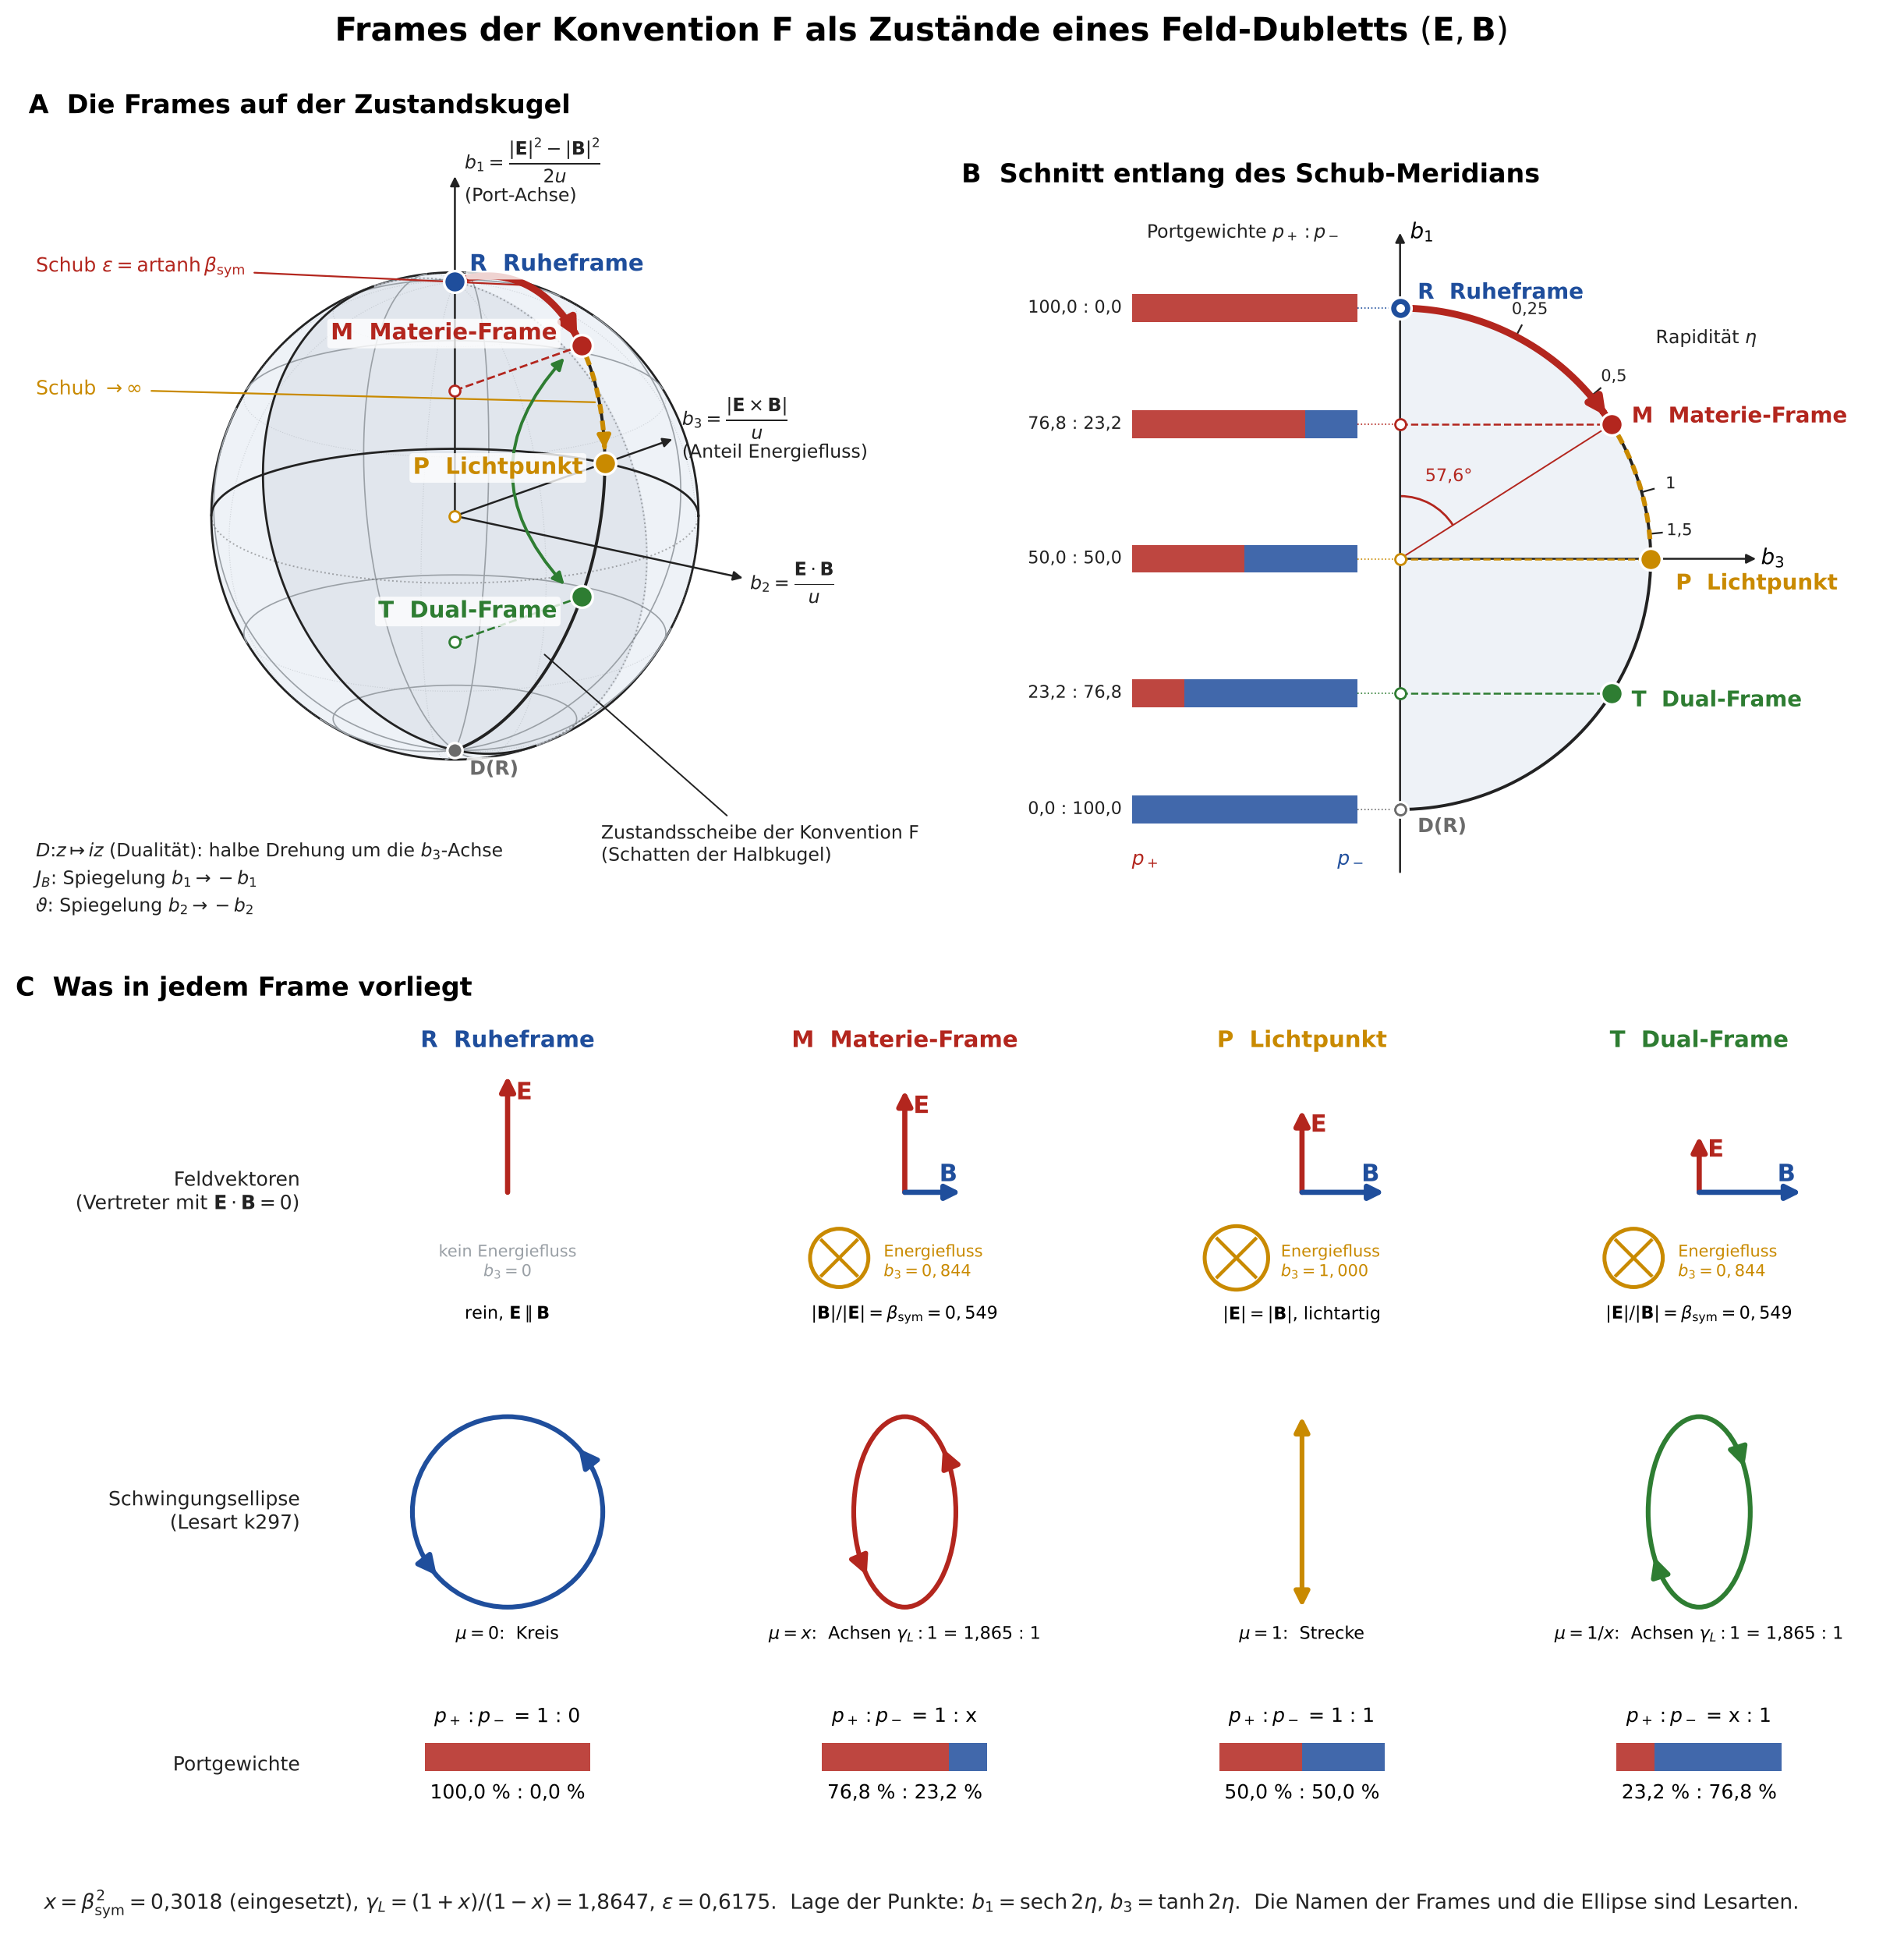 Frames der Konvention F als Zustände eines Feld-Dubletts (E, B)
A Die Frames auf der Zustandskugel
b₁ = (|E|² − |B|²) / 2u
(Port-Achse)
Schub ε = artanh β_sym
R Ruheframe
M Materie-Frame
Schub → ∞
b₃ = |E × B| / u
(Anteil Energiefluss)
P Lichtpunkt
b₂ = E · B / u
T Dual-Frame
D(R)
Zustandsscheibe der Konvention F
(Schatten der Halbkugel)
D:z ↦ iz (Dualität): halbe Drehung um die b₃-Achse
J_B: Spiegelung b₁ → − b₁
ϑ: Spiegelung b₂ → − b₂
B Schnitt entlang des Schub-Meridians
Portgewichte p₊ : p₋
b₁
R Ruheframe
100,0 : 0,0
0,25
Rapidität η
0,5
M Materie-Frame
76,8 : 23,2
57,6°
1
1,5
50,0 : 50,0
b₃
P Lichtpunkt
23,2 : 76,8
T Dual-Frame
0,0 : 100,0
D(R)
p₊
p₋
C Was in jedem Frame vorliegt
R Ruheframe
M Materie-Frame
P Lichtpunkt
T Dual-Frame
Feldvektoren
(Vertreter mit E · B = 0)
E
E
B
E
B
E
B
kein Energiefluss
b₃ = 0
Energiefluss
b₃ = 0,844
Energiefluss
b₃ = 1,000
Energiefluss
b₃ = 0,844
rein, E ∥ B
|B|/|E| = β_sym = 0,549
|E| = |B|, lichtartig
|E|/|B| = β_sym = 0,549
Schwingungsellipse
(Lesart k297)
μ = 0: Kreis
μ = x: Achsen γ_L : 1 = 1,865 : 1
μ = 1: Strecke
μ = 1/x: Achsen γ_L : 1 = 1,865 : 1
Portgewichte
p₊ : p₋ = 1 : 0
p₊ : p₋ = 1 : x
p₊ : p₋ = 1 : 1
p₊ : p₋ = x : 1
100,0 % : 0,0 %
76,8 % : 23,2 %
50,0 % : 50,0 %
23,2 % : 76,8 %
x = β²_sym = 0,3018 (eingesetzt), γ_L = (1 + x)/(1 − x) = 1,8647, ε = 0,6175. Lage der Punkte: b₁ = sech 2η, b₃ = tanh 2η. Die Namen der Frames und die Ellipse sind Lesarten.